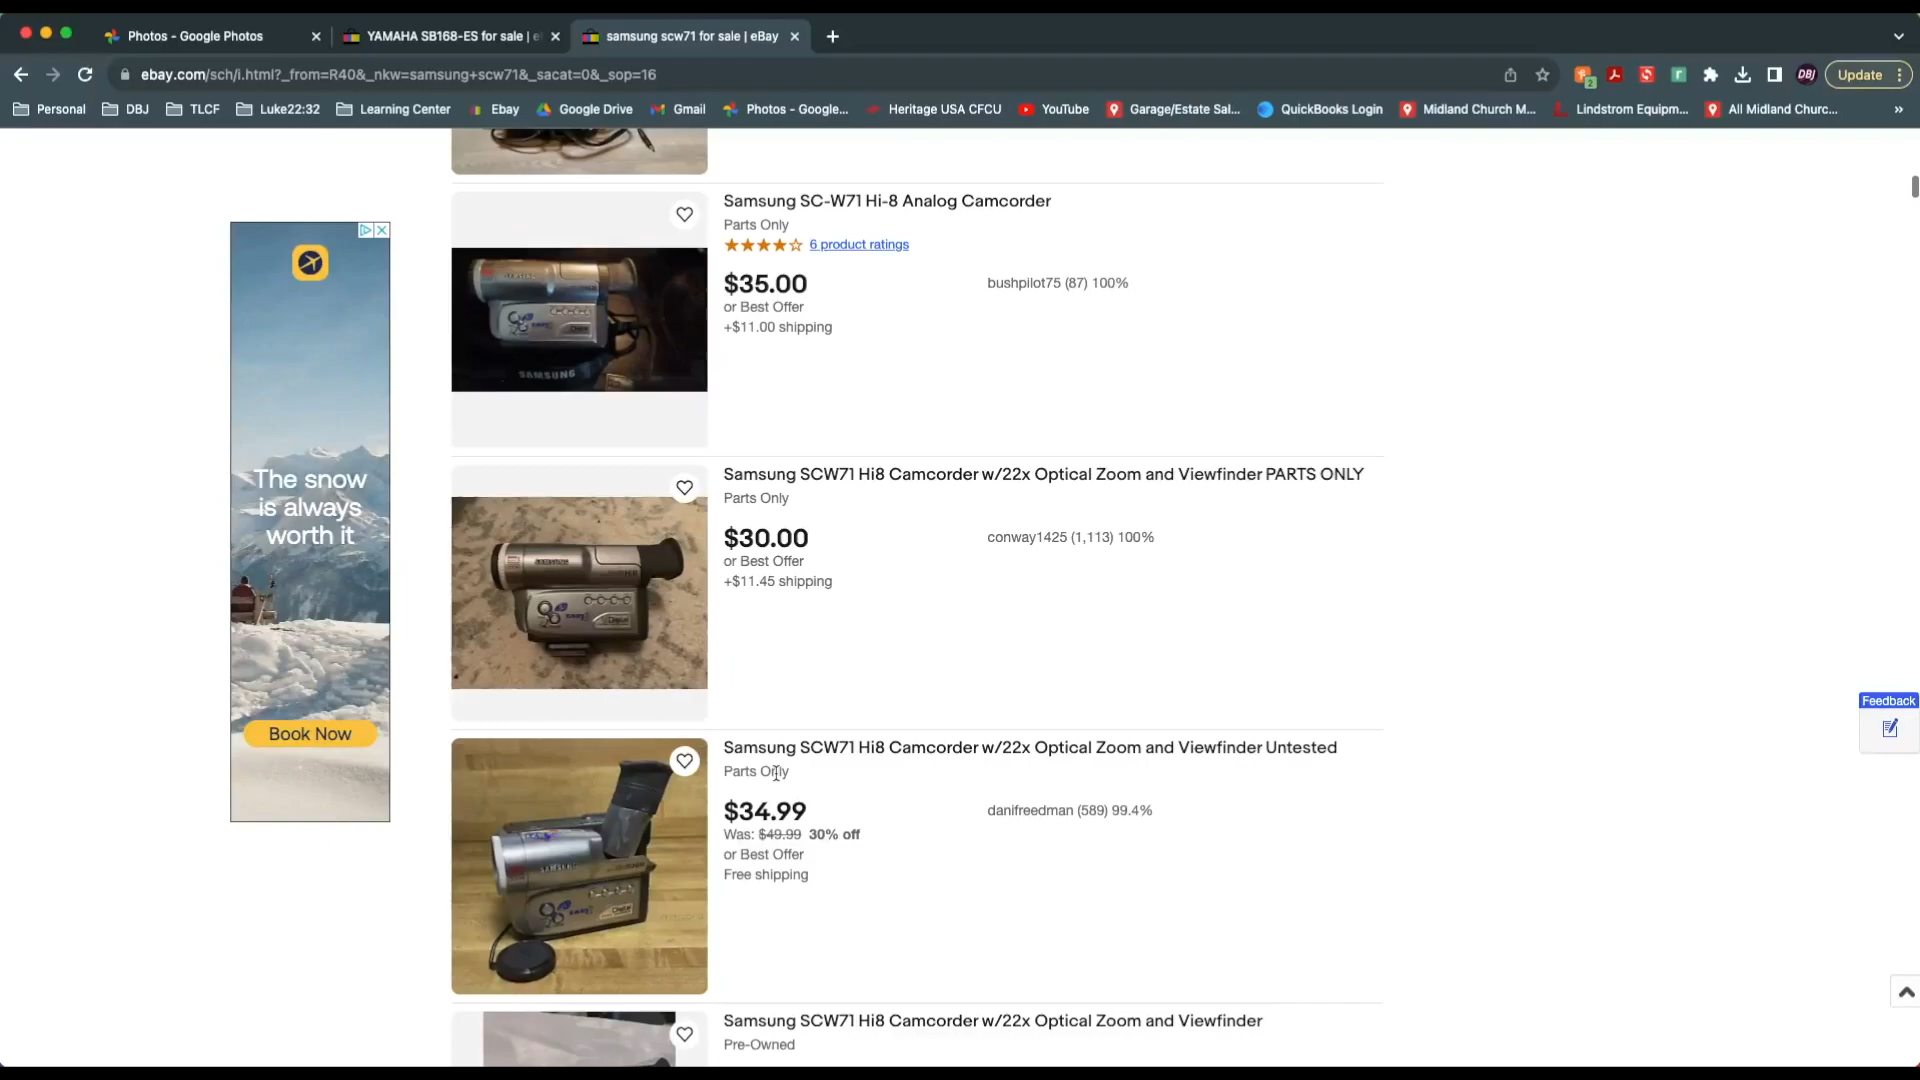 Photos - Google Photos
YAMAHA SB168-ES for sale | e
samsung scw71 for sale | eBay
ebay.com/sch/i.html?_from=R40&_nkw=samsung+scw71&_sacat=0&_sop=16
2
DBJ
Update
Personal
DBJ
TLCF
Luke22:32
Learning Center
Ebay
Google Drive
Gmail
Photos - Google...
Heritage USA CFCU
YouTube
Garage/Estate Sal...
QuickBooks Login
Midland Church M...
Lindstrom Equipm...
All Midland Churc...
»
Samsung SC-W71 Hi-8 Analog Camcorder
Parts Only
6 product ratings
$35.00
bushpilot75 (87) 100%
or Best Offer
+$11.00 shipping
SAMSUNG
Samsung SCW71 Hi8 Camcorder w/22x Optical Zoom and Viewfinder PARTS ONLY
Parts Only
$30.00
conway1425 (1,113) 100%
or Best Offer
+$11.45 shipping
The snow
is always
worth it
Book Now
Feedback
Samsung SCW71 Hi8 Camcorder w/22x Optical Zoom and Viewfinder Untested
Parts Only
$34.99
danifreedman (589) 99.4%
Was: $49.99 30% off
or Best Offer
Free shipping
Samsung SCW71 Hi8 Camcorder w/22x Optical Zoom and Viewfinder
Pre-Owned